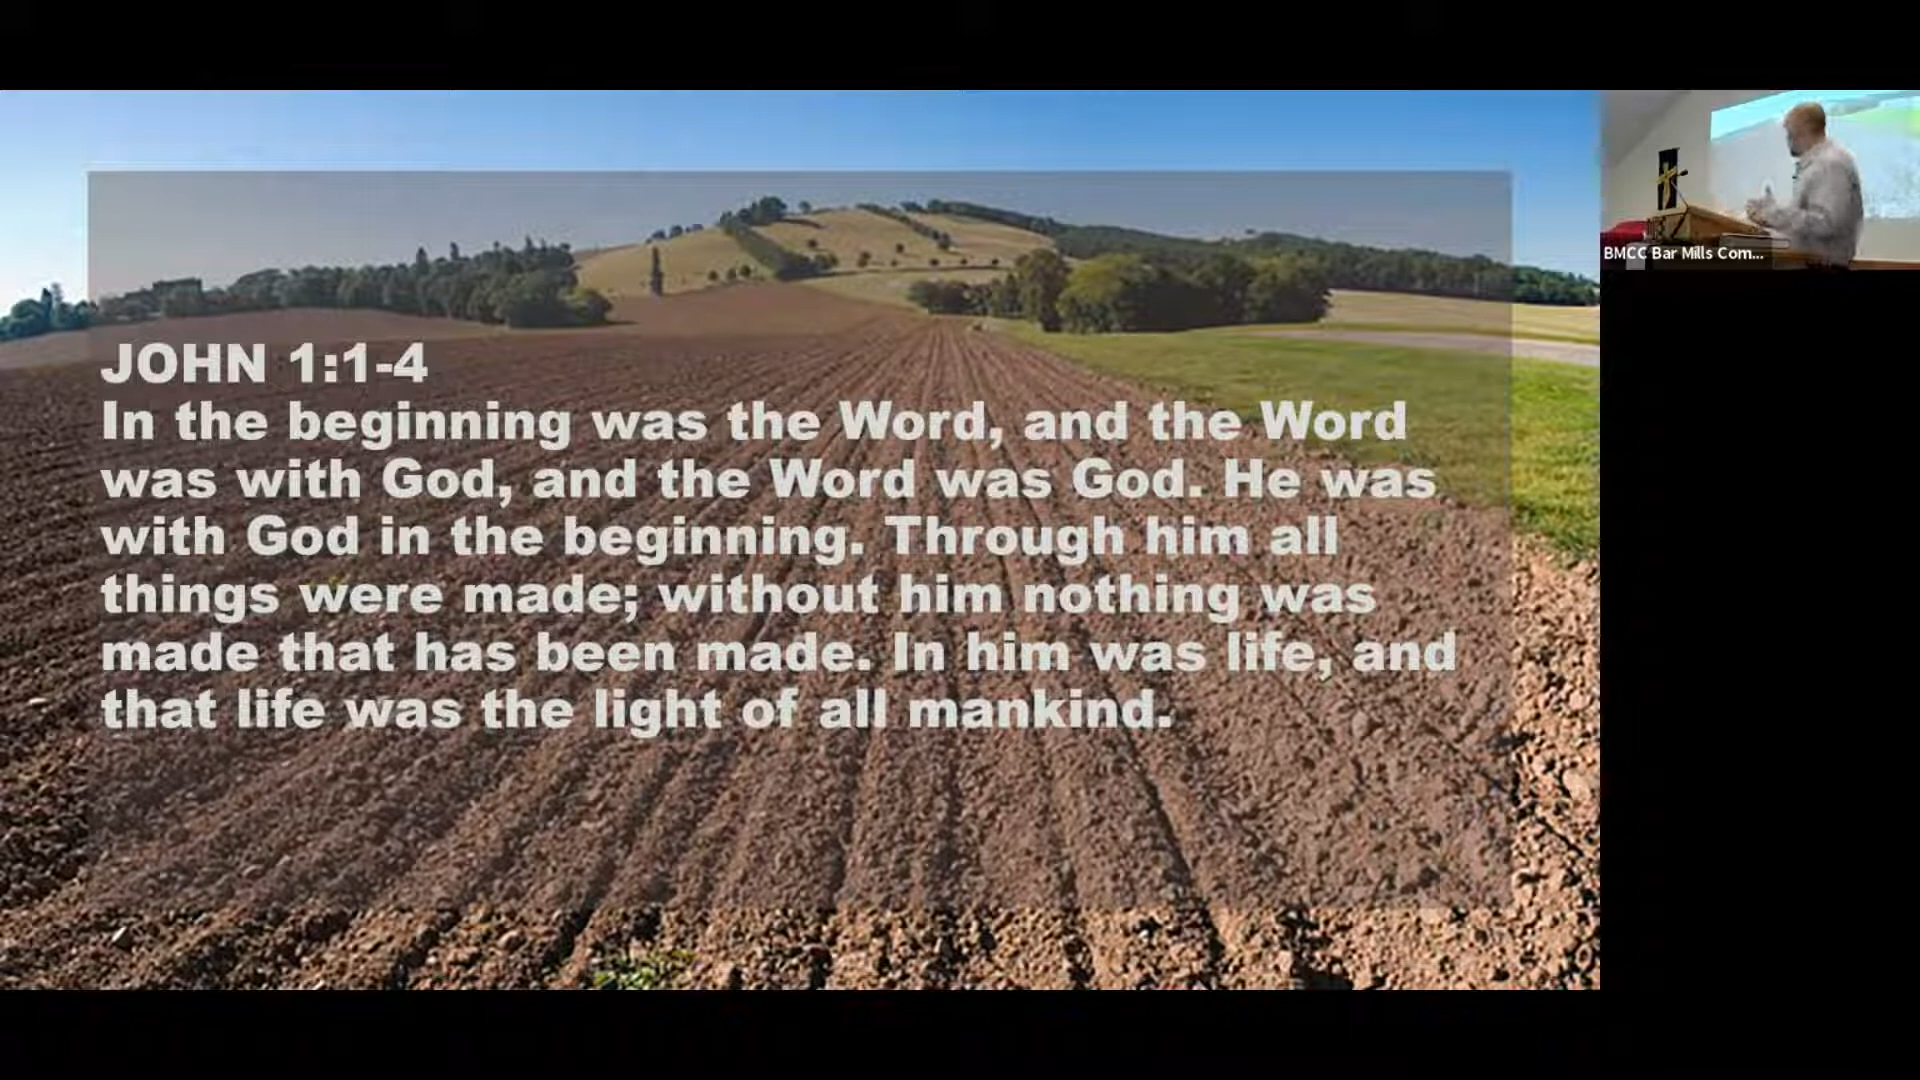 JOHN 1:1-4
In the beginning was the Word, and the Word
was with God, and the Word was God. He was
with God in the beginning. Through him all
things were made; without him nothing was
made that has been made. In him was life, and
that life was the light of all mankind.
BMCC Bar Mills Com...